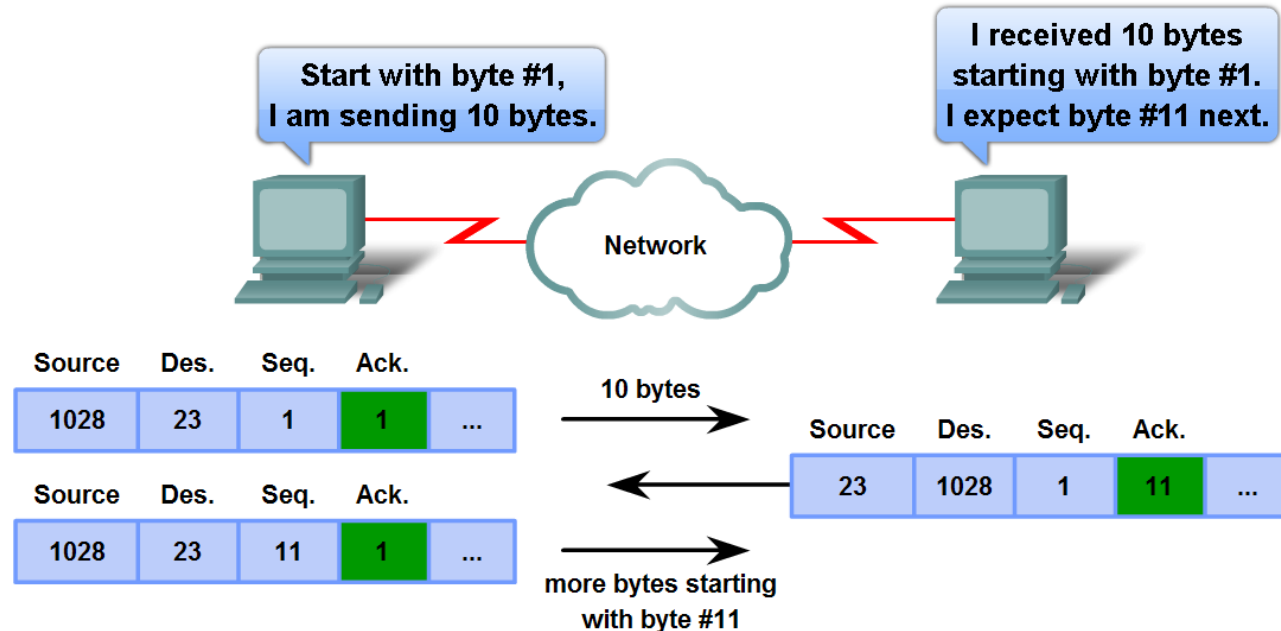 Start with byte #1,
I am sending 10 bytes.
I received 10 bytes
starting with byte #1.
I expect byte #11 next.
Network
Source Des. Seq. Ack.
1028 23 1 1 ...
10 bytes
Source Des. Seq. Ack.
23 1028 1 11 ...
Source Des. Seq. Ack.
1028 23 11 1 ...
more bytes starting
with byte #11